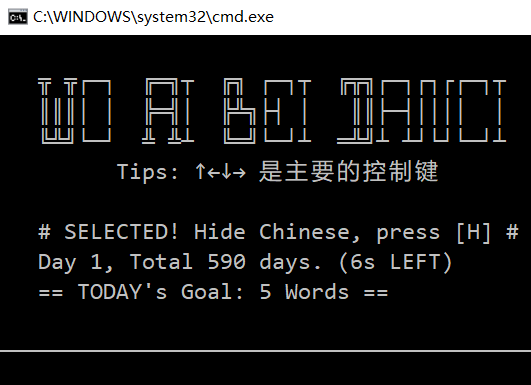 C:\WINDOWS\system32\cmd.exe
WO AI BEI DANCI
Tips: ↑←↓→ 是主要的控制键
# SELECTED! Hide Chinese, press [H] #
Day 1, Total 590 days. (6s LEFT)
== TODAY's Goal: 5 Words ==